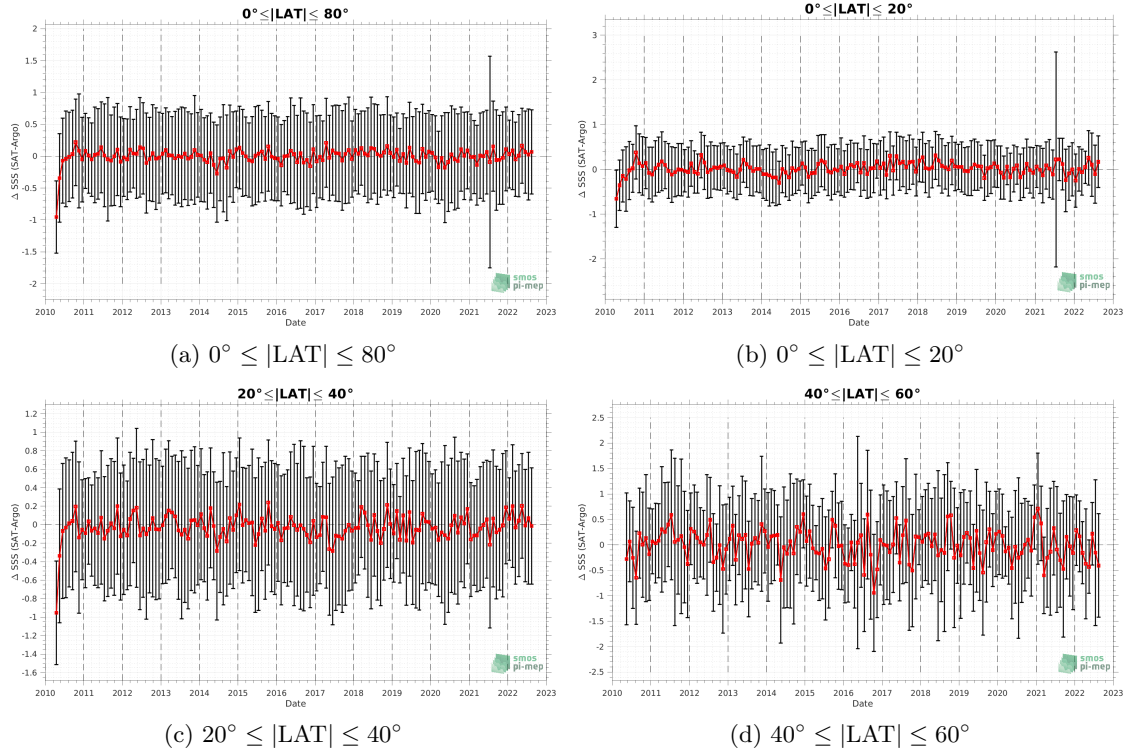 0°≤|LAT|≤ 80°
2
1.5
1
0.5
0
-0.5
-1
-1.5
-2
Δ SSS (SAT-Argo)
2010 2011 2012 2013 2014 2015 2016 2017 2018 2019 2020 2021 2022 2023
Date
smos
pi-mep
(a) 0° ≤ |LAT| ≤ 80°
0°≤|LAT|≤ 20°
3
2
1
0
-1
-2
Δ SSS (SAT-Argo)
2010 2011 2012 2013 2014 2015 2016 2017 2018 2019 2020 2021 2022 2023
Date
smos
pi-mep
(b) 0° ≤ |LAT| ≤ 20°
20°≤|LAT|≤ 40°
1.2
1
0.8
0.6
0.4
0.2
0
-0.2
-0.4
-0.6
-0.8
-1
-1.2
-1.4
-1.6
Δ SSS (SAT-Argo)
2010 2011 2012 2013 2014 2015 2016 2017 2018 2019 2020 2021 2022 2023
Date
smos
pi-mep
(c) 20° ≤ |LAT| ≤ 40°
40°≤|LAT|≤ 60°
2.5
2
1.5
1
0.5
0
-0.5
-1
-1.5
-2
-2.5
Δ SSS (SAT-Argo)
2010 2011 2012 2013 2014 2015 2016 2017 2018 2019 2020 2021 2022 2023
Date
smos
pi-mep
(d) 40° ≤ |LAT| ≤ 60°